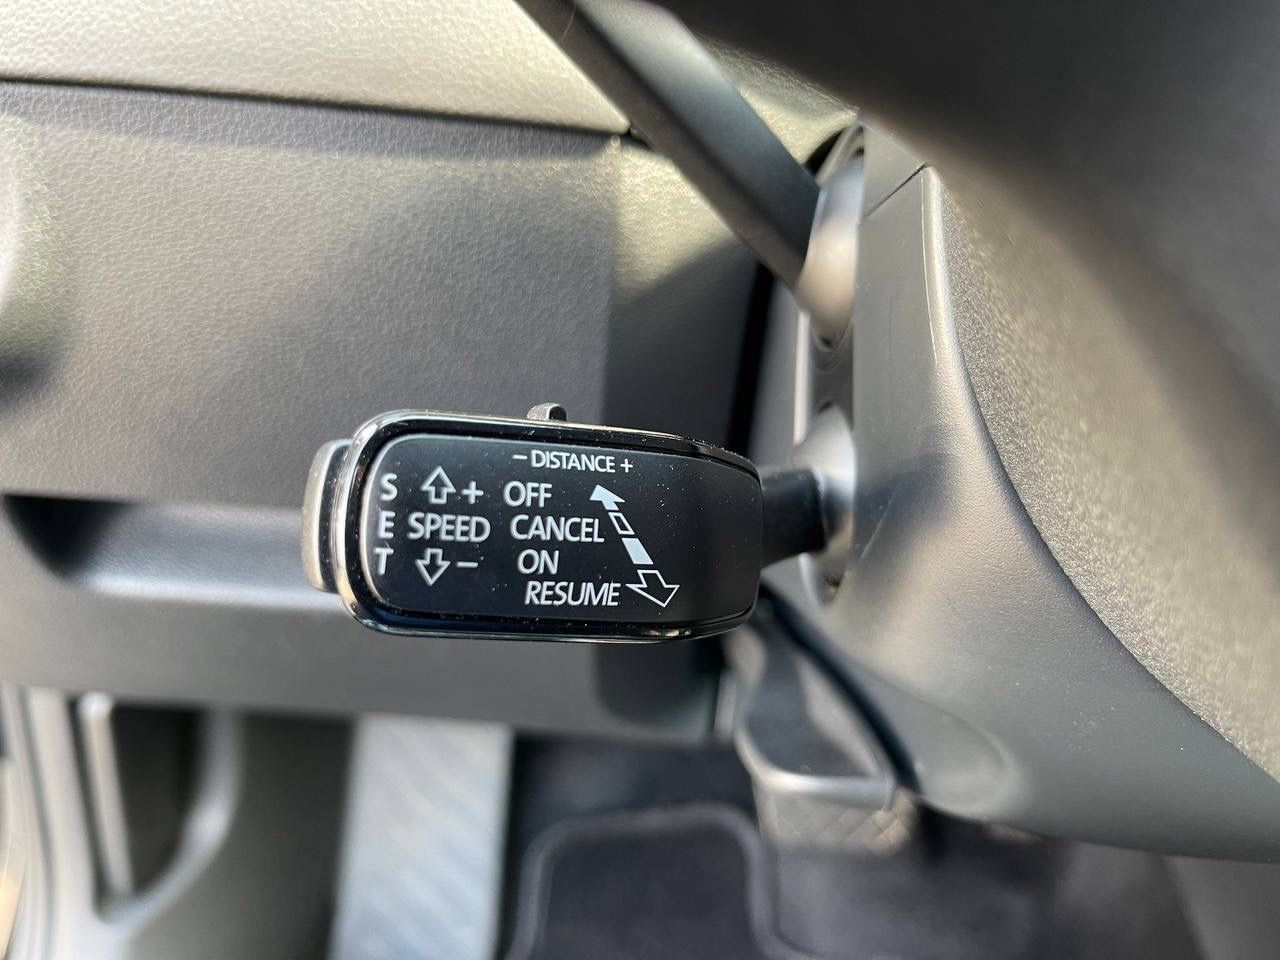 − DISTANCE +
S + OFF
E SPEED CANCEL
T − ON
RESUME